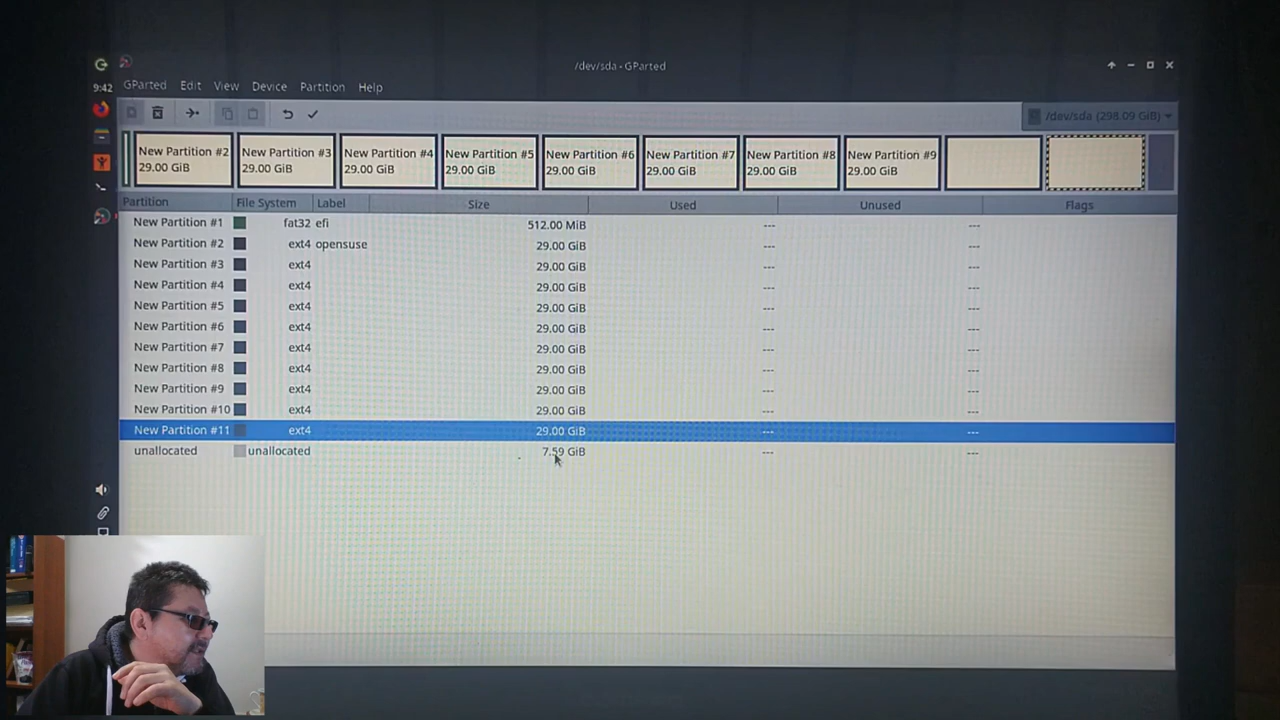 /dev/sda - GParted
9:42
GParted Edit View Device Partition Help
/dev/sda (298.09 GiB)
New Partition #2
29.00 GiB
New Partition #3
29.00 GiB
New Partition #4
29.00 GiB
New Partition #5
29.00 GiB
New Partition #6
29.00 GiB
New Partition #7
29.00 GiB
New Partition #8
29.00 GiB
New Partition #9
29.00 GiB
Partition File System Label Size Used Unused Flags
New Partition #1 fat32 efi 512.00 MiB --- ---
New Partition #2 ext4 opensuse 29.00 GiB --- ---
New Partition #3 ext4 29.00 GiB --- ---
New Partition #4 ext4 29.00 GiB --- ---
New Partition #5 ext4 29.00 GiB --- ---
New Partition #6 ext4 29.00 GiB --- ---
New Partition #7 ext4 29.00 GiB --- ---
New Partition #8 ext4 29.00 GiB --- ---
New Partition #9 ext4 29.00 GiB --- ---
New Partition #10 ext4 29.00 GiB --- ---
New Partition #11 ext4 29.00 GiB --- ---
unallocated unallocated 7.59 GiB --- ---